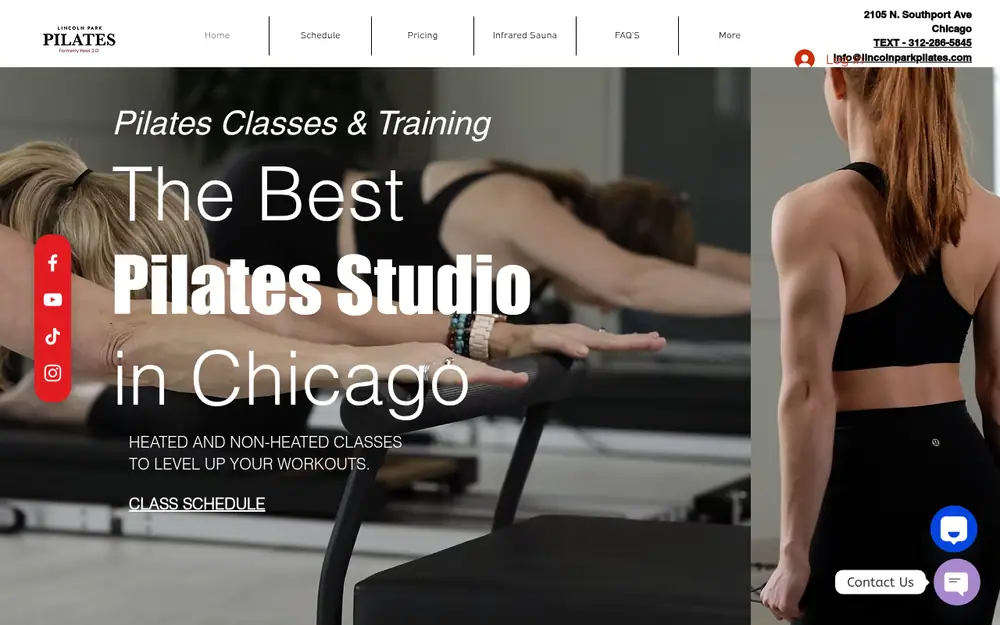 LINCOLN PARK
PILATES
Formerly Heat 3.0
Home
Schedule
Pricing
Infrared Sauna
FAQ'S
More
2105 N. Southport Ave
Chicago
TEXT - 312-286-5845
info@lincolnparkpilates.com
Log In
Pilates Classes & Training
The Best
Pilates Studio
in Chicago
HEATED AND NON-HEATED CLASSES
TO LEVEL UP YOUR WORKOUTS.
CLASS SCHEDULE
Contact Us